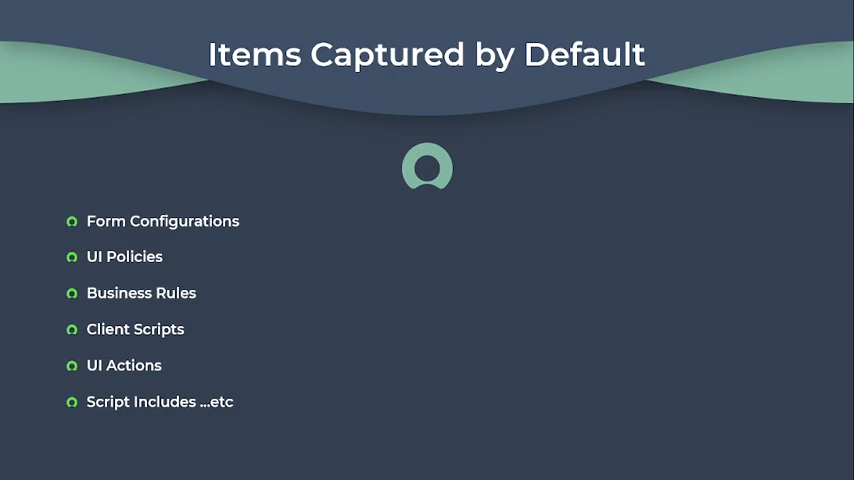 Items Captured by Default
Form Configurations
UI Policies
Business Rules
Client Scripts
UI Actions
Script Includes ...etc